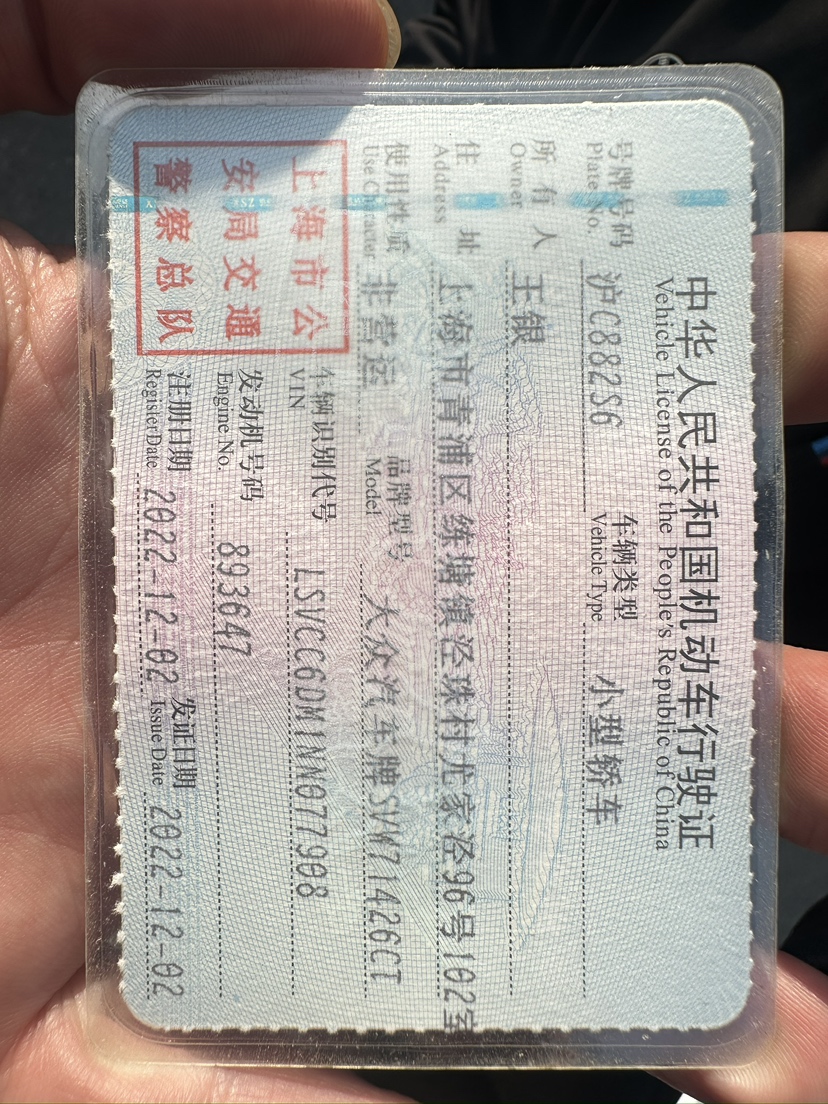 中华人民共和国机动车行驶证
Vehicle License of the People's Republic of China
号牌号码 沪C882S6 车辆类型 小型轿车
Plate No. Vehicle Type
所有人 王银
Owner
住址 上海市青浦区练塘镇泾珠村尤家泾96号102室
Address
使用性质 非营运 品牌型号 大众汽车牌SVW71426CT
Use Character Model
上海市公
安局交通
警察总队
车辆识别代号 LSVCC6DM1NN077908
VIN
发动机号码 893647
Engine No.
注册日期 2022-12-02 发证日期 2022-12-02
Register Date Issue Date